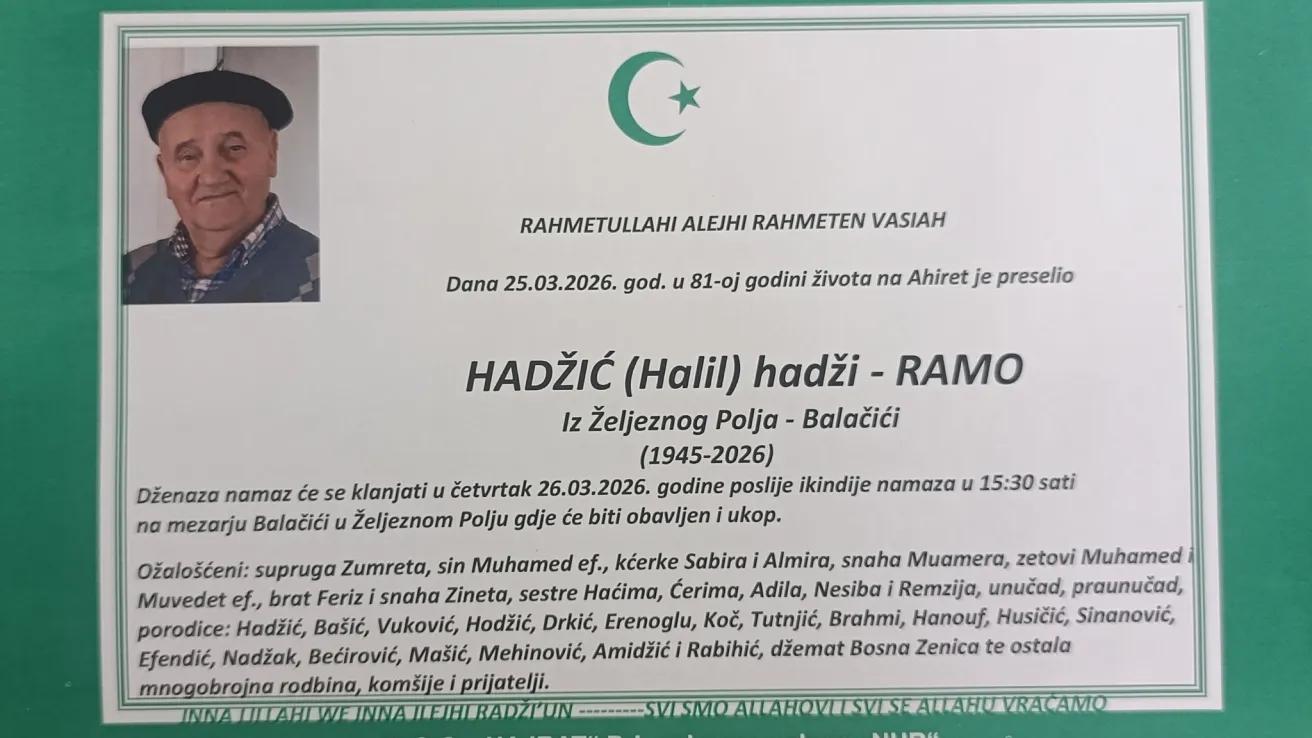 RAHMETULLAHI ALEJHI RAHMETEN VASIAH
Dana 25.03.2026. god. u 81-oj godini života na Ahiret je preselio
HADŽIĆ (Halil) hadži - RAMO
Iz Željeznog Polja - Balačići
(1945-2026)
Dženaza namaz će se klanjati u četvrtak 26.03.2026. godine poslije ikindije namaza u 15:30 sati
na mezarju Balačići u Željeznom Polju gdje će biti obavljen i ukop.
Ožalošćeni: supruga Zumreta, sin Muhamed ef., kćerke Sabira i Almira, snaha Muamera, zetovi Muhamed i
Muvedet ef., brat Feriz i snaha Zineta, sestre Haćima, Ćerima, Adila, Nesiba i Remzija, unučad, praunučad,
porodice: Hadžić, Bašić, Vuković, Hodžić, Drkić, Erenoglu, Koč, Tutnjić, Brahmi, Hanouf, Husičić, Sinanović,
Efendić, Nadžak, Bećirović, Mašić, Mehinović, Amidžić i Rabihić, džemat Bosna Zenica te ostala
mnogobrojna rodbina, komšije i prijatelji.
INNA LILLAHI WE INNA ILEJHI RADŽI'UN ---------SVI SMO ALLAHOVI I SVI SE ALLAHU VRAĆAMO